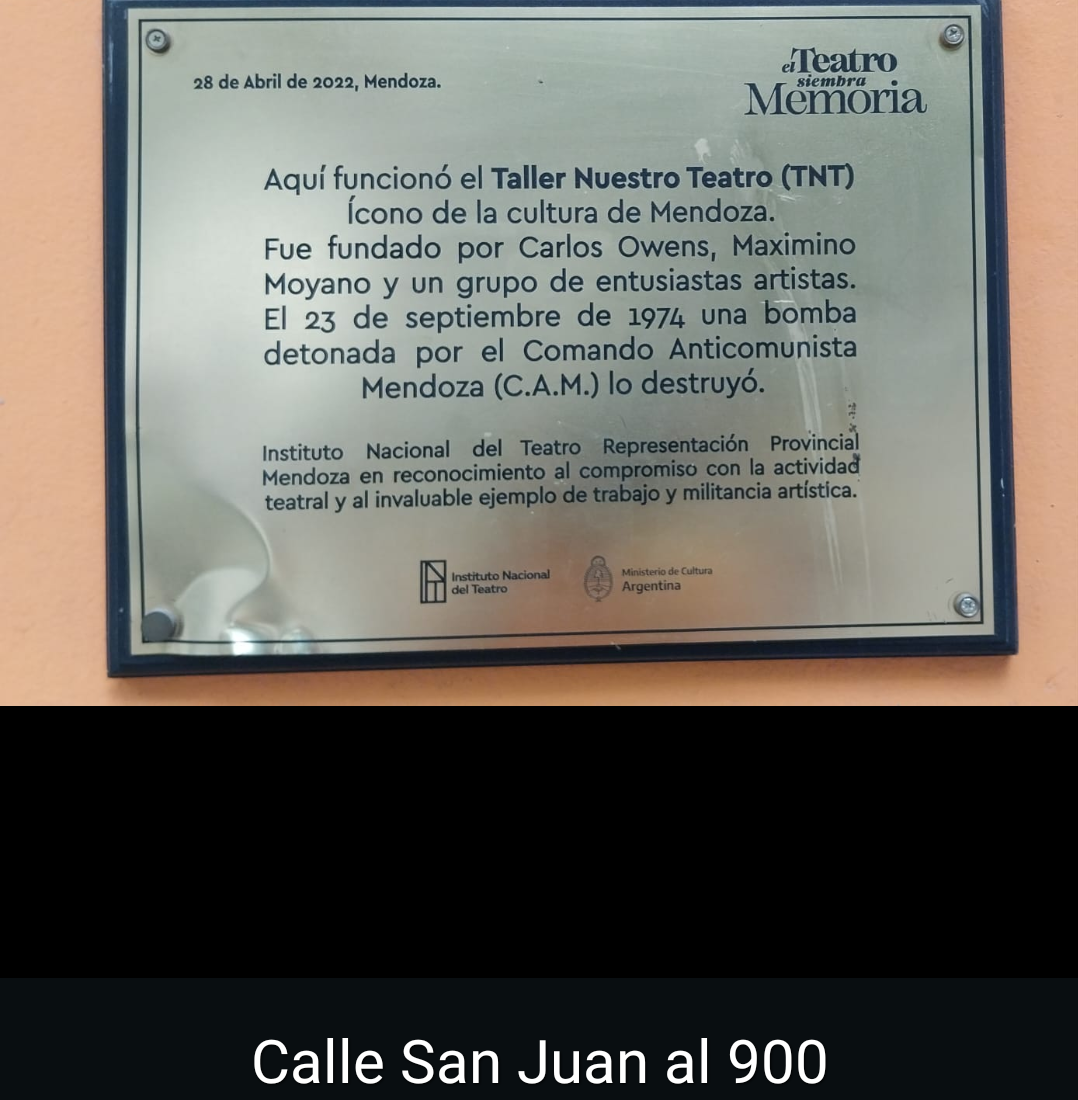 28 de Abril de 2022, Mendoza.
el Teatro
siembra
Memoria
Aquí funcionó el Taller Nuestro Teatro (TNT)
Ícono de la cultura de Mendoza.
Fue fundado por Carlos Owens, Maximino
Moyano y un grupo de entusiastas artistas.
El 23 de septiembre de 1974 una bomba
detonada por el Comando Anticomunista
Mendoza (C.A.M.) lo destruyó.
Instituto Nacional del Teatro Representación Provincial
Mendoza en reconocimiento al compromiso con la actividad
teatral y al invaluable ejemplo de trabajo y militancia artística.
Instituto Nacional
del Teatro
Ministerio de Cultura
Argentina
Calle San Juan al 900